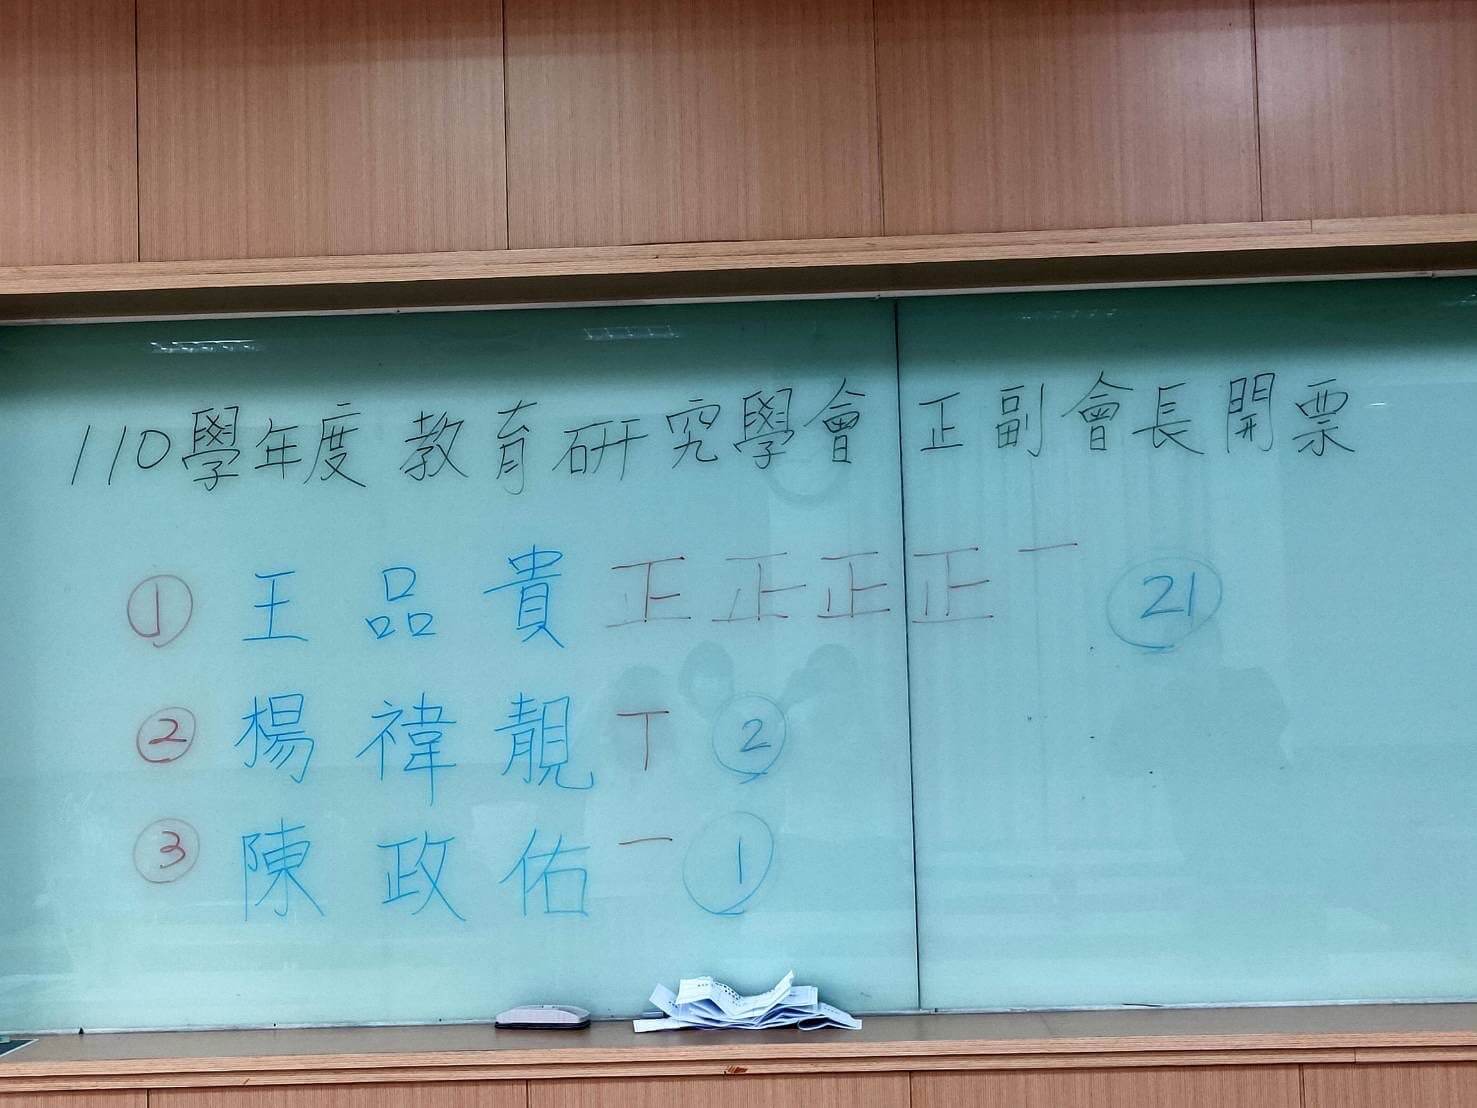 110學年度 教育研究學會 正副會長開票
① 王品貴 正正正正一 21
② 楊禕靚 丅 2
③ 陳政佑 一 1